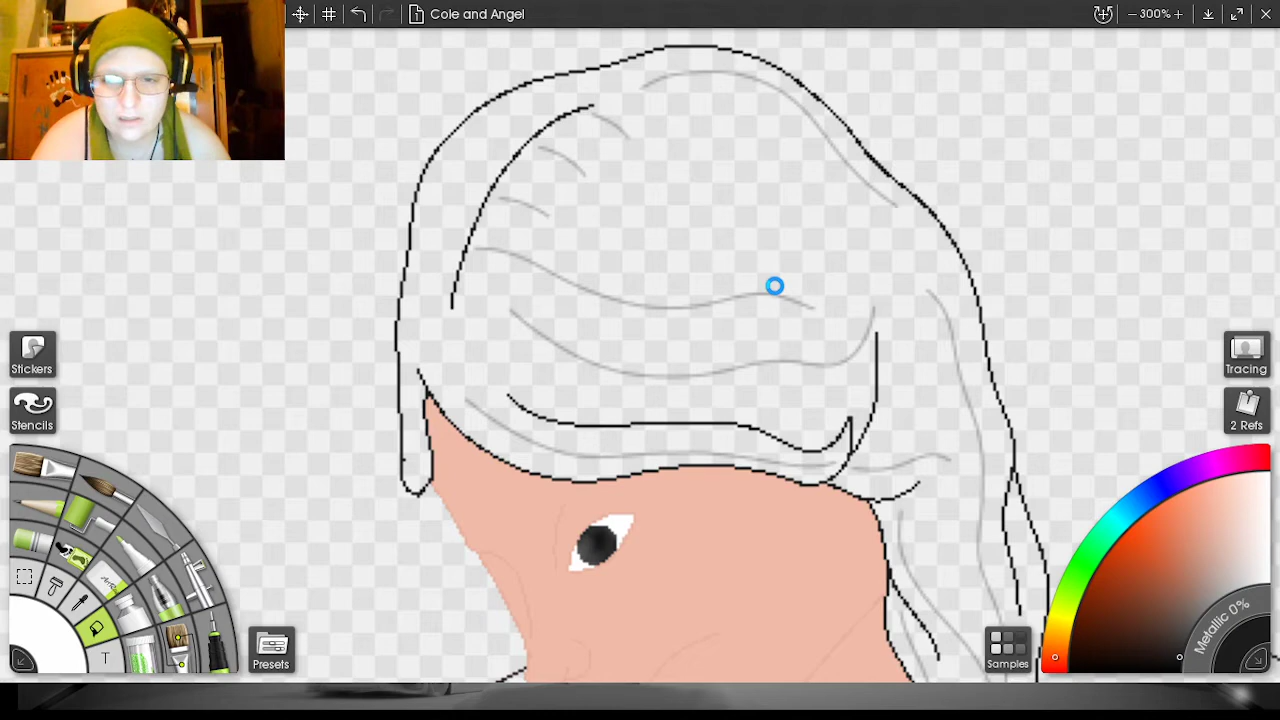 Cole and Angel
300%
Stickers
Stencils
Tracing
2 Refs
Presets
Samples
Metallic 0%
T